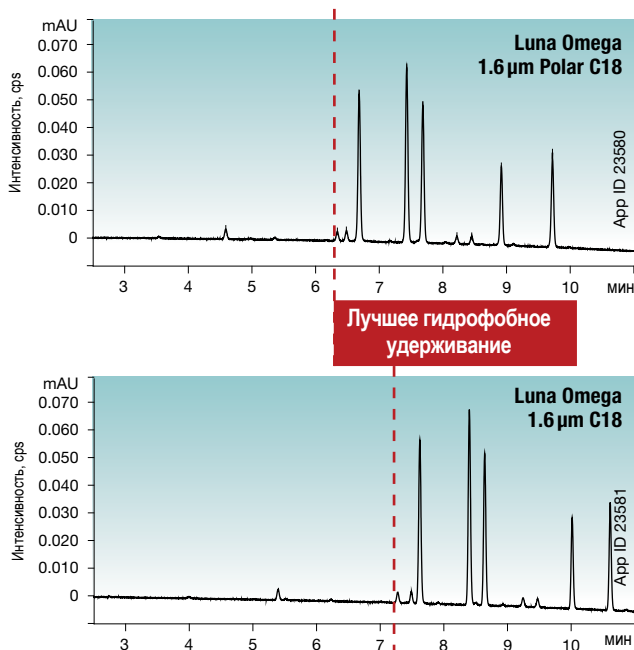 mAU
0.070
0.060
0.050
0.040
0.030
0.020
0.010
0
Интенсивность, cps
Luna Omega
1.6 µm Polar C18
App ID 23580
3 4 5 6 7 8 9 10 мин
Лучшее гидрофобное
удерживание
mAU
0.070
0.060
0.050
0.040
0.030
0.020
0.010
0
Интенсивность, cps
Luna Omega
1.6 µm C18
App ID 23581
3 4 5 6 7 8 9 10 мин